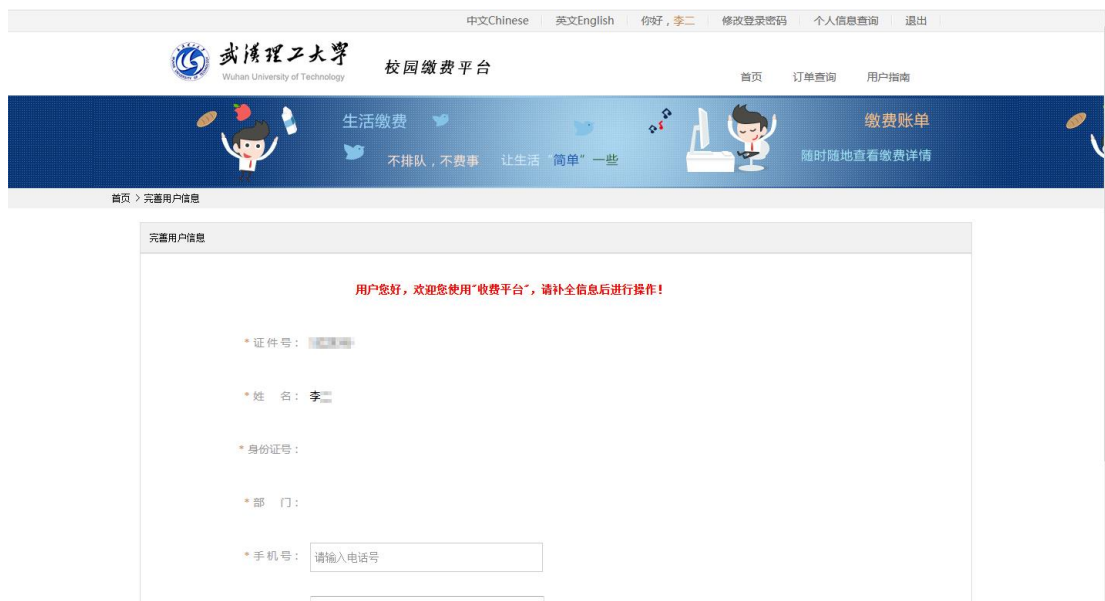 中文Chinese 英文English 你好，李二 修改登录密码 个人信息查询 退出
武汉理工大学
Wuhan University of Technology
校园缴费平台
首页 订单查询 用户指南
生活缴费
不排队，不费事 让生活“简单”一些
缴费账单
随时随地查看缴费详情
首页 > 完善用户信息
完善用户信息
用户您好，欢迎您使用"收费平台"，请补全信息后进行操作！
* 证件号：
* 姓 名： 李
* 身份证号：
* 部 门：
* 手机号： 请输入电话号